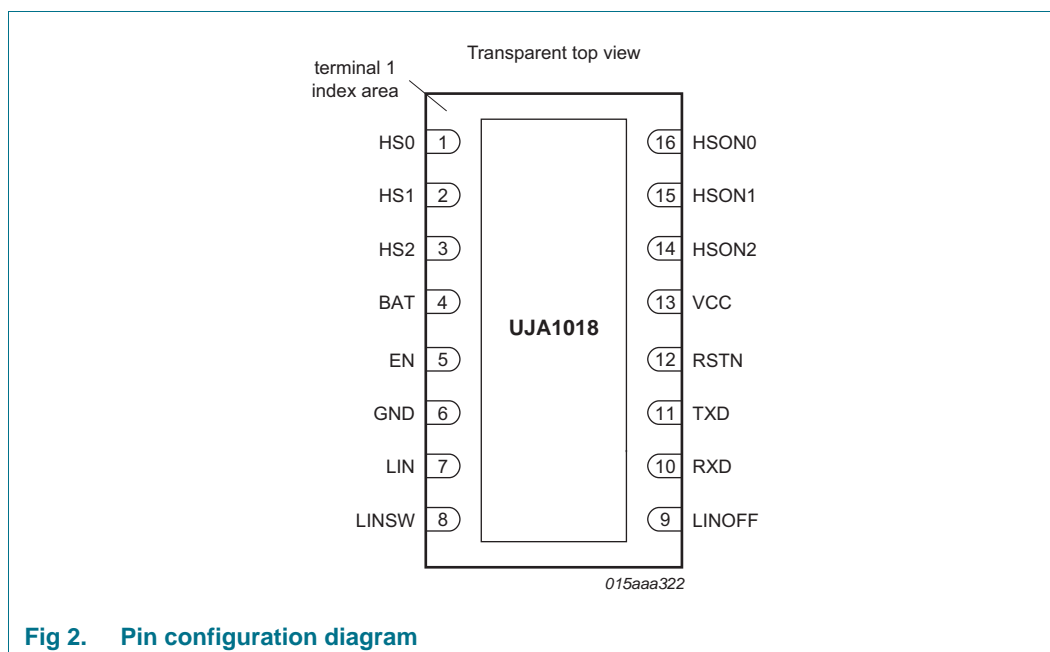 Transparent top view
terminal 1
index area
HS0 1
HS1 2
HS2 3
BAT 4
EN 5
GND 6
LIN 7
LINSW 8
UJA1018
16 HSON0
15 HSON1
14 HSON2
13 VCC
12 RSTN
11 TXD
10 RXD
9 LINOFF
015aaa322
Fig 2. Pin configuration diagram